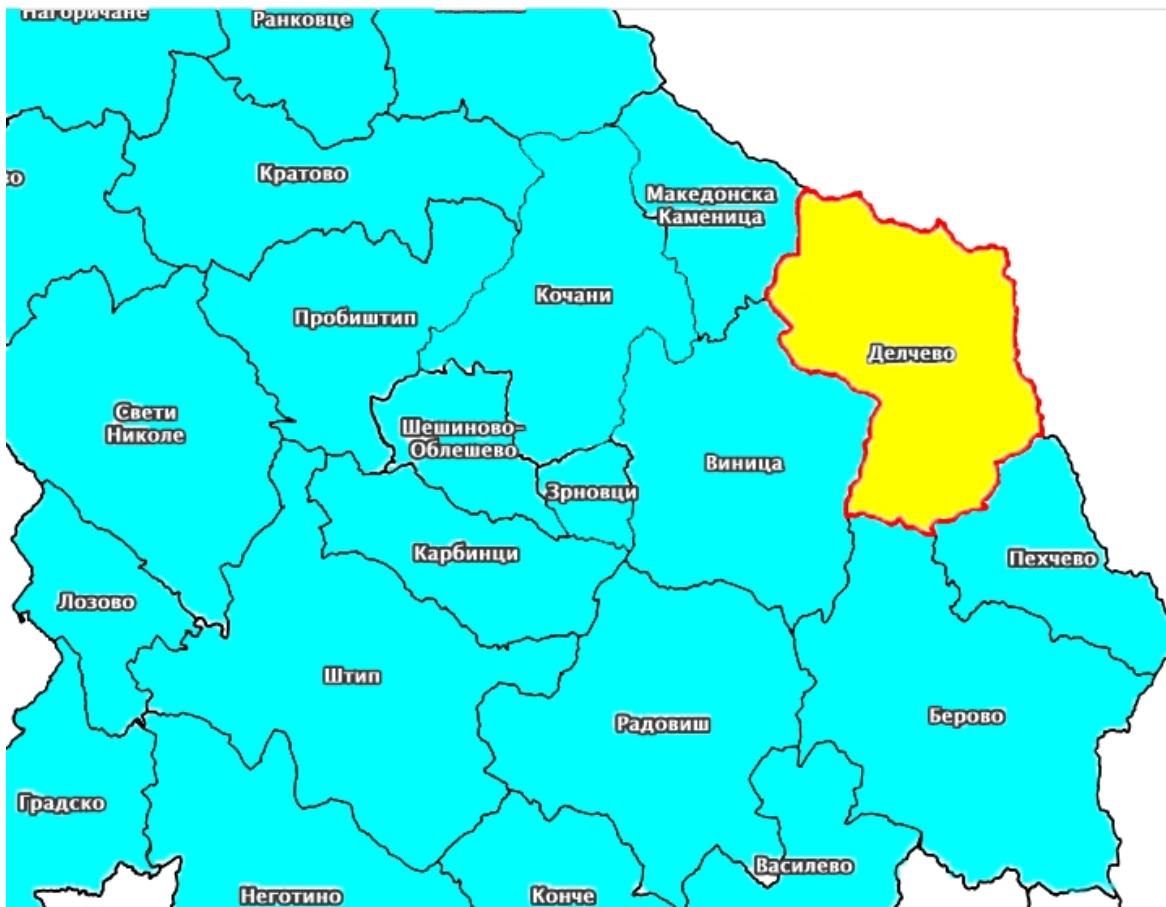 Нагоричане
Ранковце
Кратово
Македонска
Каменица
Кочани
Пробиштип
Делчево
Свети
Николе
Шешиново-
Облешево
Виница
Зрновци
Карбинци
Пехчево
Лозово
Штип
Берово
Радовиш
Градско
Василево
Неготино
Конче